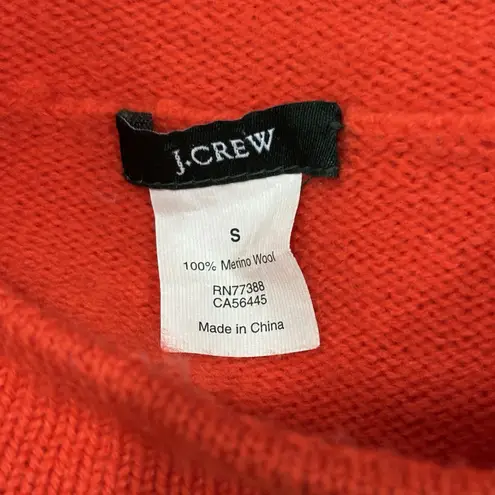 J.CREW
S
100% Merino Wool
RN77388
CA56445
Made in China